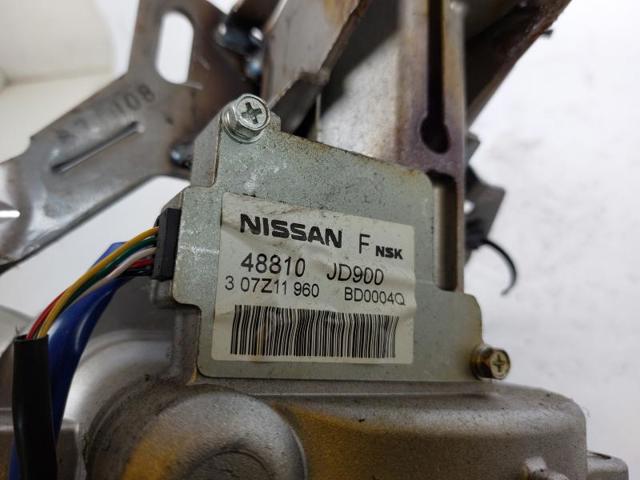 NISSAN F NSK
48810 JD900
3 07Z11 960 BD0004Q